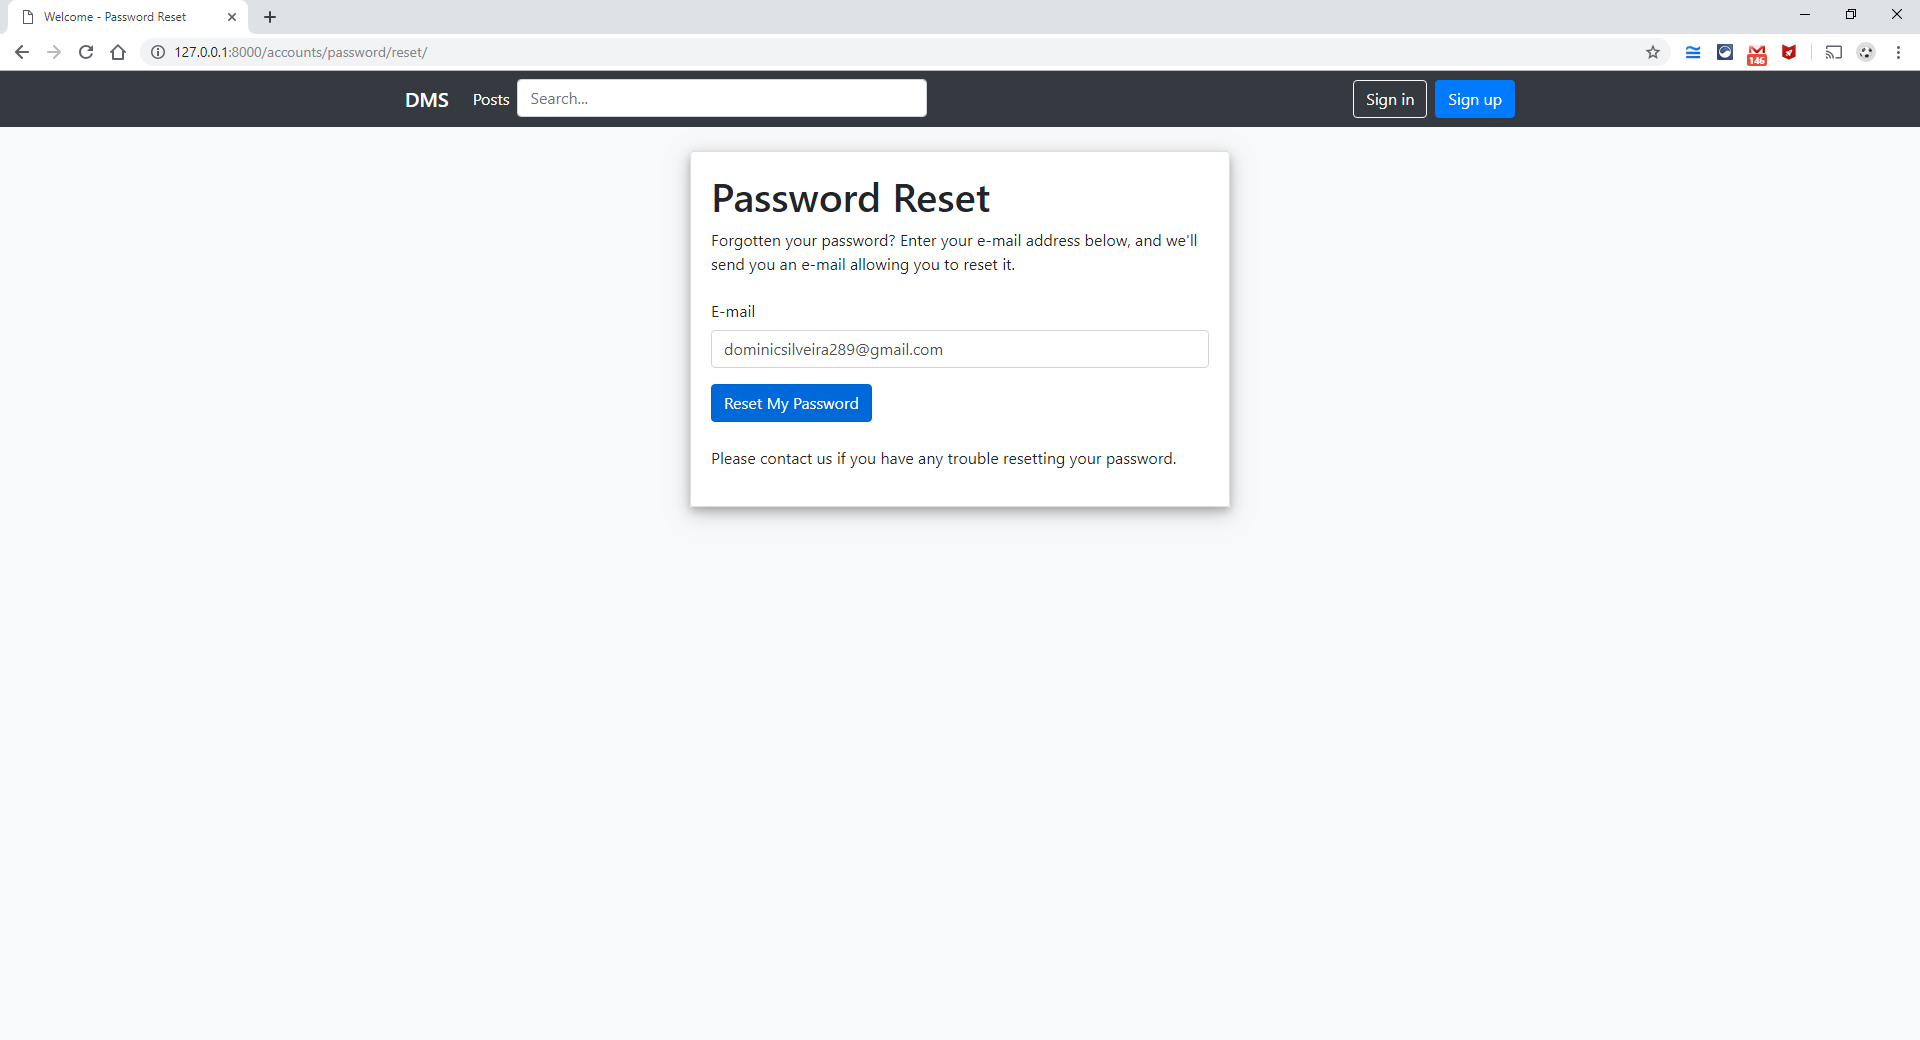 Welcome - Password Reset
127.0.0.1:8000/accounts/password/reset/
146
DMS
Posts
Search...
Sign in
Sign up
Password Reset
Forgotten your password? Enter your e-mail address below, and we'll
send you an e-mail allowing you to reset it.
E-mail
dominicsilveira289@gmail.com
Reset My Password
Please contact us if you have any trouble resetting your password.